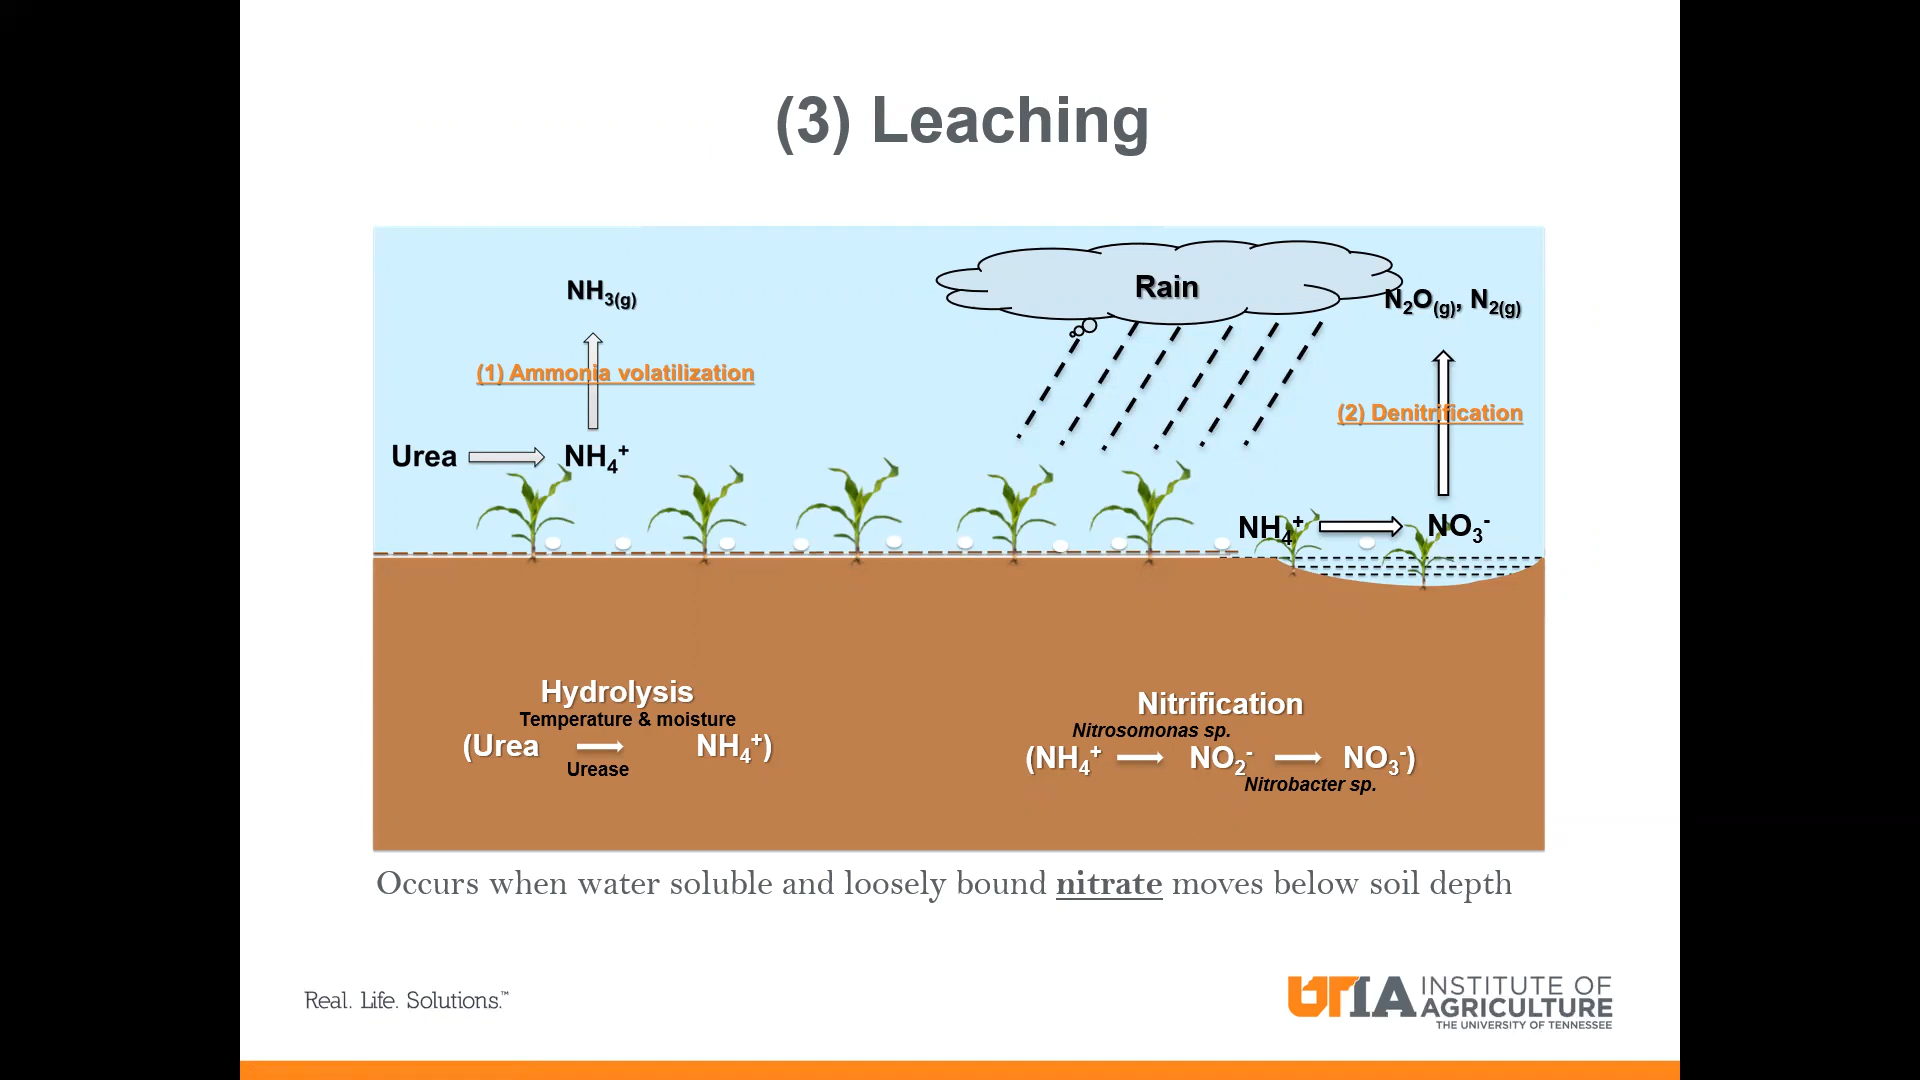 (3) Leaching
Rain
NH3(g)
N2O(g), N2(g)
(1) Ammonia volatilization
(2) Denitrification
Urea
NH4+
NH4+
NO3-
Hydrolysis
Temperature & moisture
(Urea NH4+)
Urease
Nitrification
Nitrosomonas sp.
(NH4+ NO2- NO3-)
Nitrobacter sp.
Occurs when water soluble and loosely bound nitrate moves below soil depth
Real. Life. Solutions.™
UTIA INSTITUTE OF
AGRICULTURE
THE UNIVERSITY OF TENNESSEE